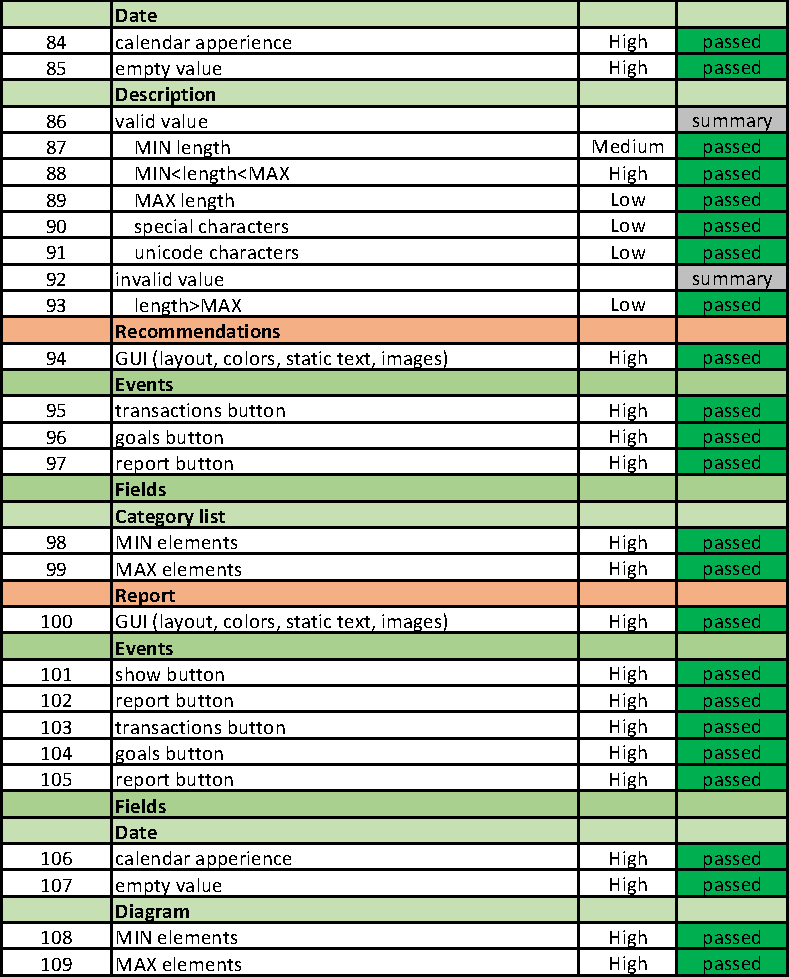 Date
84 calendar apperience High passed
85 empty value High passed
Description
86 valid value summary
87 MIN length Medium passed
88 MIN<length<MAX High passed
89 MAX length Low passed
90 special characters Low passed
91 unicode characters Low passed
92 invalid value summary
93 length>MAX Low passed
Recommendations
94 GUI (layout, colors, static text, images) High passed
Events
95 transactions button High passed
96 goals button High passed
97 report button High passed
Fields
Category list
98 MIN elements High passed
99 MAX elements High passed
Report
100 GUI (layout, colors, static text, images) High passed
Events
101 show button High passed
102 report button High passed
103 transactions button High passed
104 goals button High passed
105 report button High passed
Fields
Date
106 calendar apperience High passed
107 empty value High passed
Diagram
108 MIN elements High passed
109 MAX elements High passed